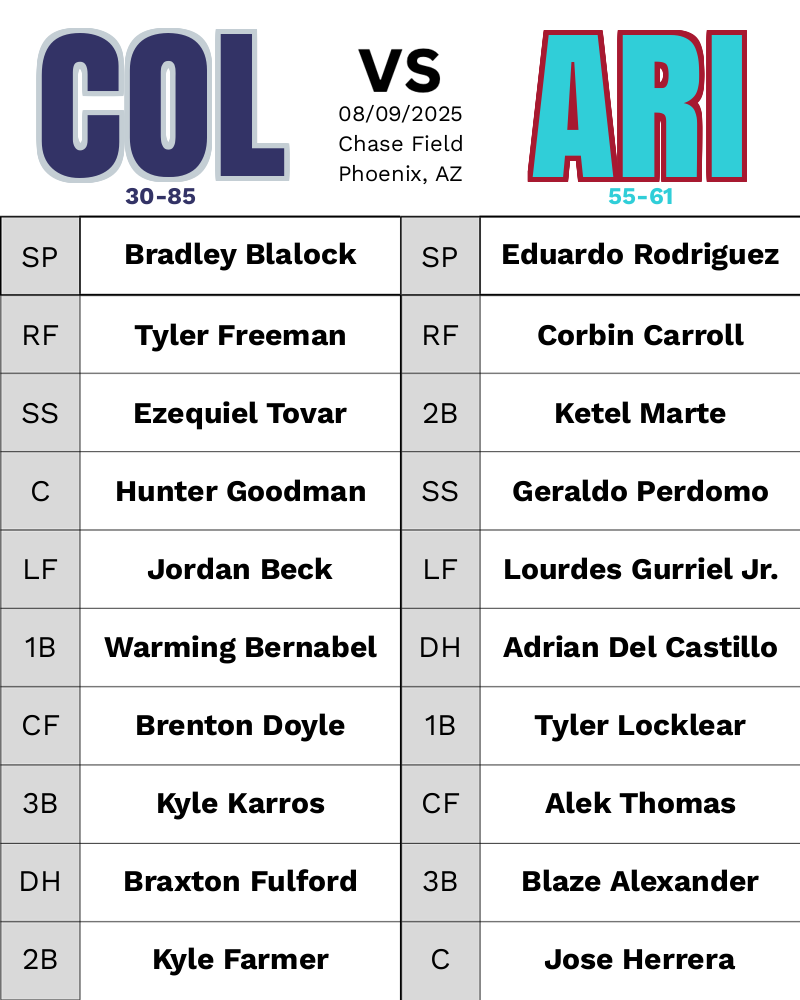 COL
VS
ARI
08/09/2025
Chase Field
Phoenix, AZ
30-85
55-61
SP Bradley Blalock SP Eduardo Rodriguez
RF Tyler Freeman RF Corbin Carroll
SS Ezequiel Tovar 2B Ketel Marte
C Hunter Goodman SS Geraldo Perdomo
LF Jordan Beck LF Lourdes Gurriel Jr.
1B Warming Bernabel DH Adrian Del Castillo
CF Brenton Doyle 1B Tyler Locklear
3B Kyle Karros CF Alek Thomas
DH Braxton Fulford 3B Blaze Alexander
2B Kyle Farmer C Jose Herrera